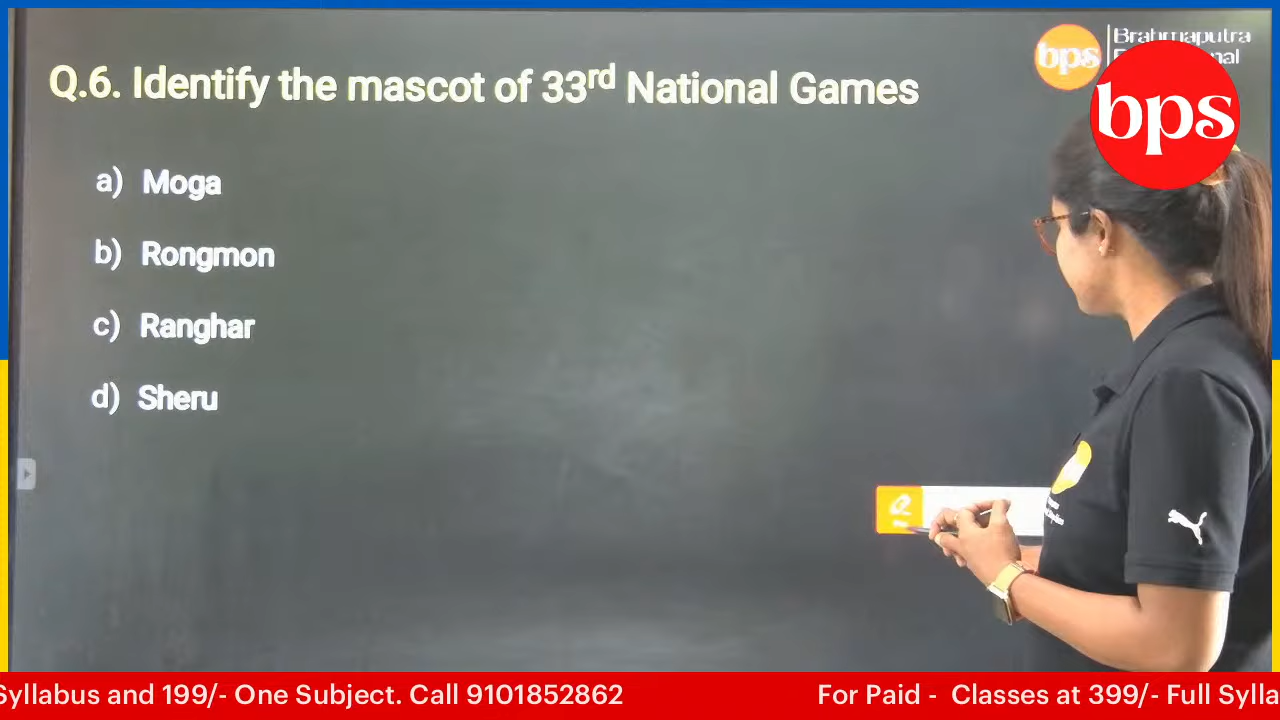 Q.6. Identify the mascot of 33rd National Games
a) Moga
b) Rongmon
c) Ranghar
d) Sheru
bps
Brahmaputra
bps
Syllabus and 199/- One Subject. Call 9101852862
For Paid - Classes at 399/- Full Sylla